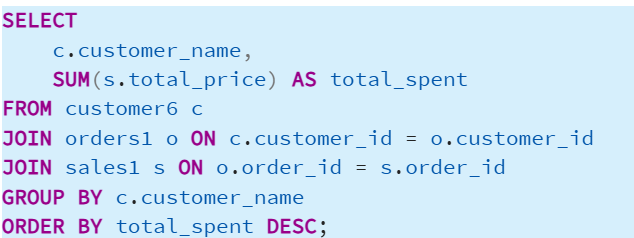 SELECT
    c.customer_name,
    SUM(s.total_price) AS total_spent
FROM customer6 c
JOIN orders1 o ON c.customer_id = o.customer_id
JOIN sales1 s ON o.order_id = s.order_id
GROUP BY c.customer_name
ORDER BY total_spent DESC;